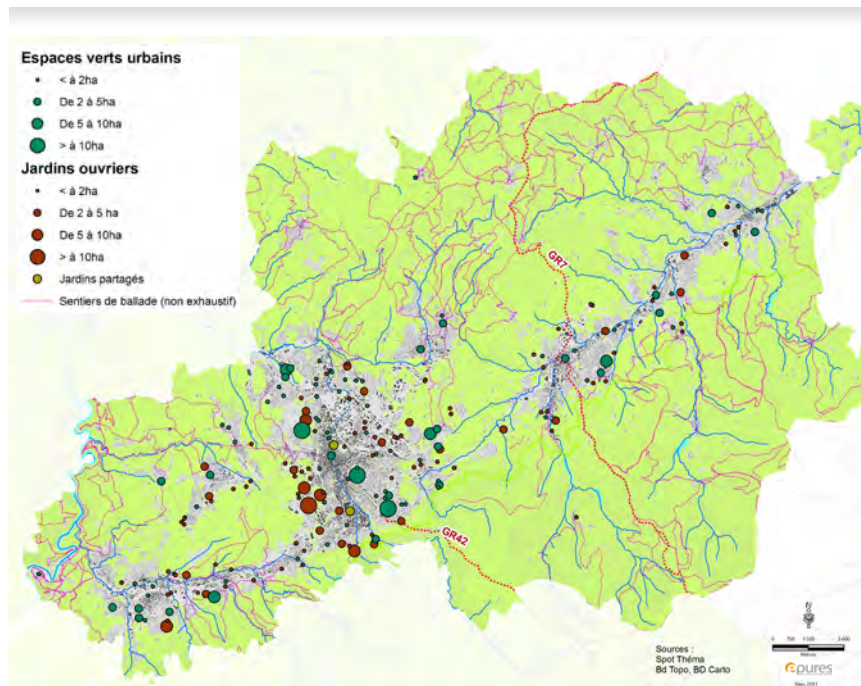 Espaces verts urbains
< à 2ha
De 2 à 5ha
De 5 à 10ha
> à 10ha
Jardins ouvriers
< à 2ha
De 2 à 5 ha
De 5 à 10ha
> à 10ha
Jardins partagés
Sentiers de ballade (non exhaustif)
GR7
GR42
Sources :
Spot Théma
Bd Topo, BD Carto
N
0
Mètres
epures